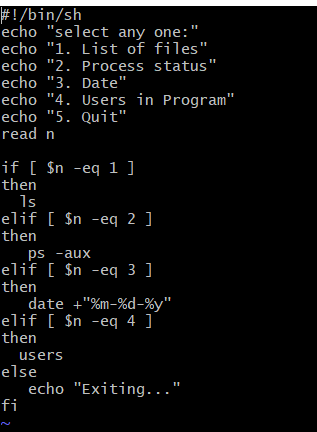 #!/bin/sh
echo "select any one:"
echo "1. List of files"
echo "2. Process status"
echo "3. Date"
echo "4. Users in Program"
echo "5. Quit"
read n

if [ $n -eq 1 ]
then
  ls
elif [ $n -eq 2 ]
then
   ps -aux
elif [ $n -eq 3 ]
then
   date +"%m-%d-%y"
elif [ $n -eq 4 ]
then
  users
else
   echo "Exiting..."
fi
~